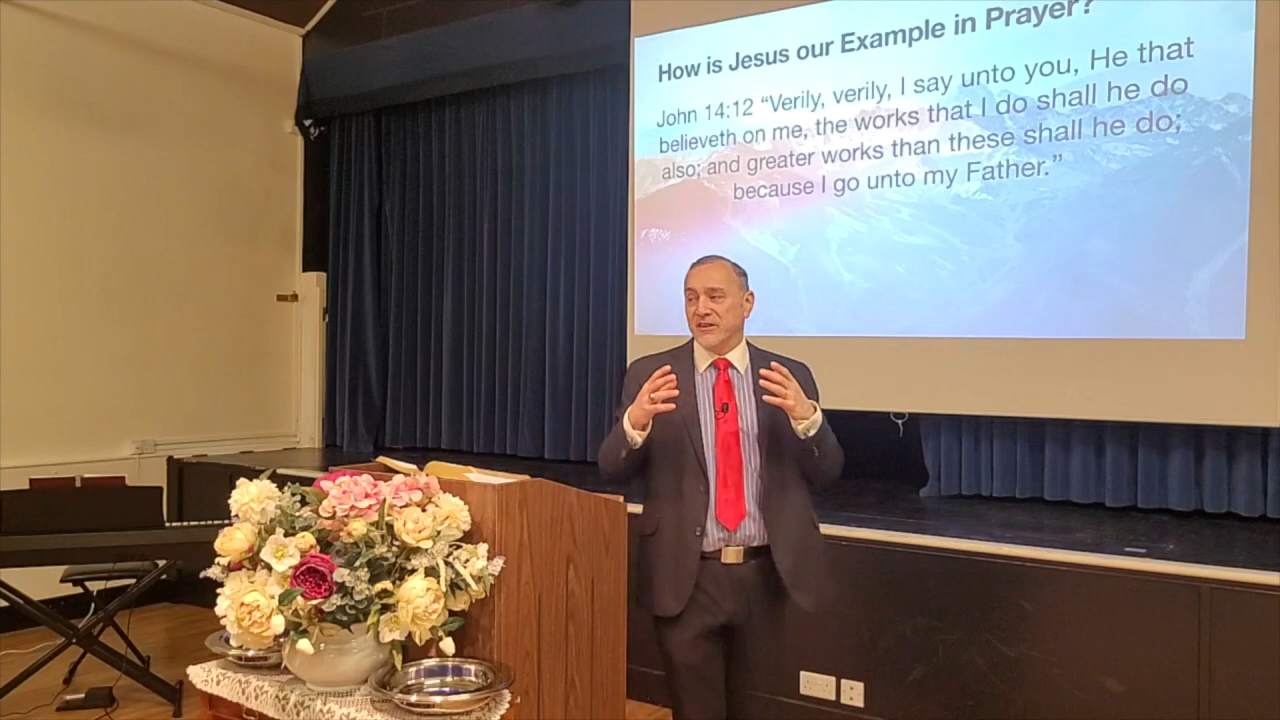 How is Jesus our Example in Prayer?
John 14:12 “Verily, verily, I say unto you, He that
believeth on me, the works that I do shall he do
also; and greater works than these shall he do;
because I go unto my Father.”